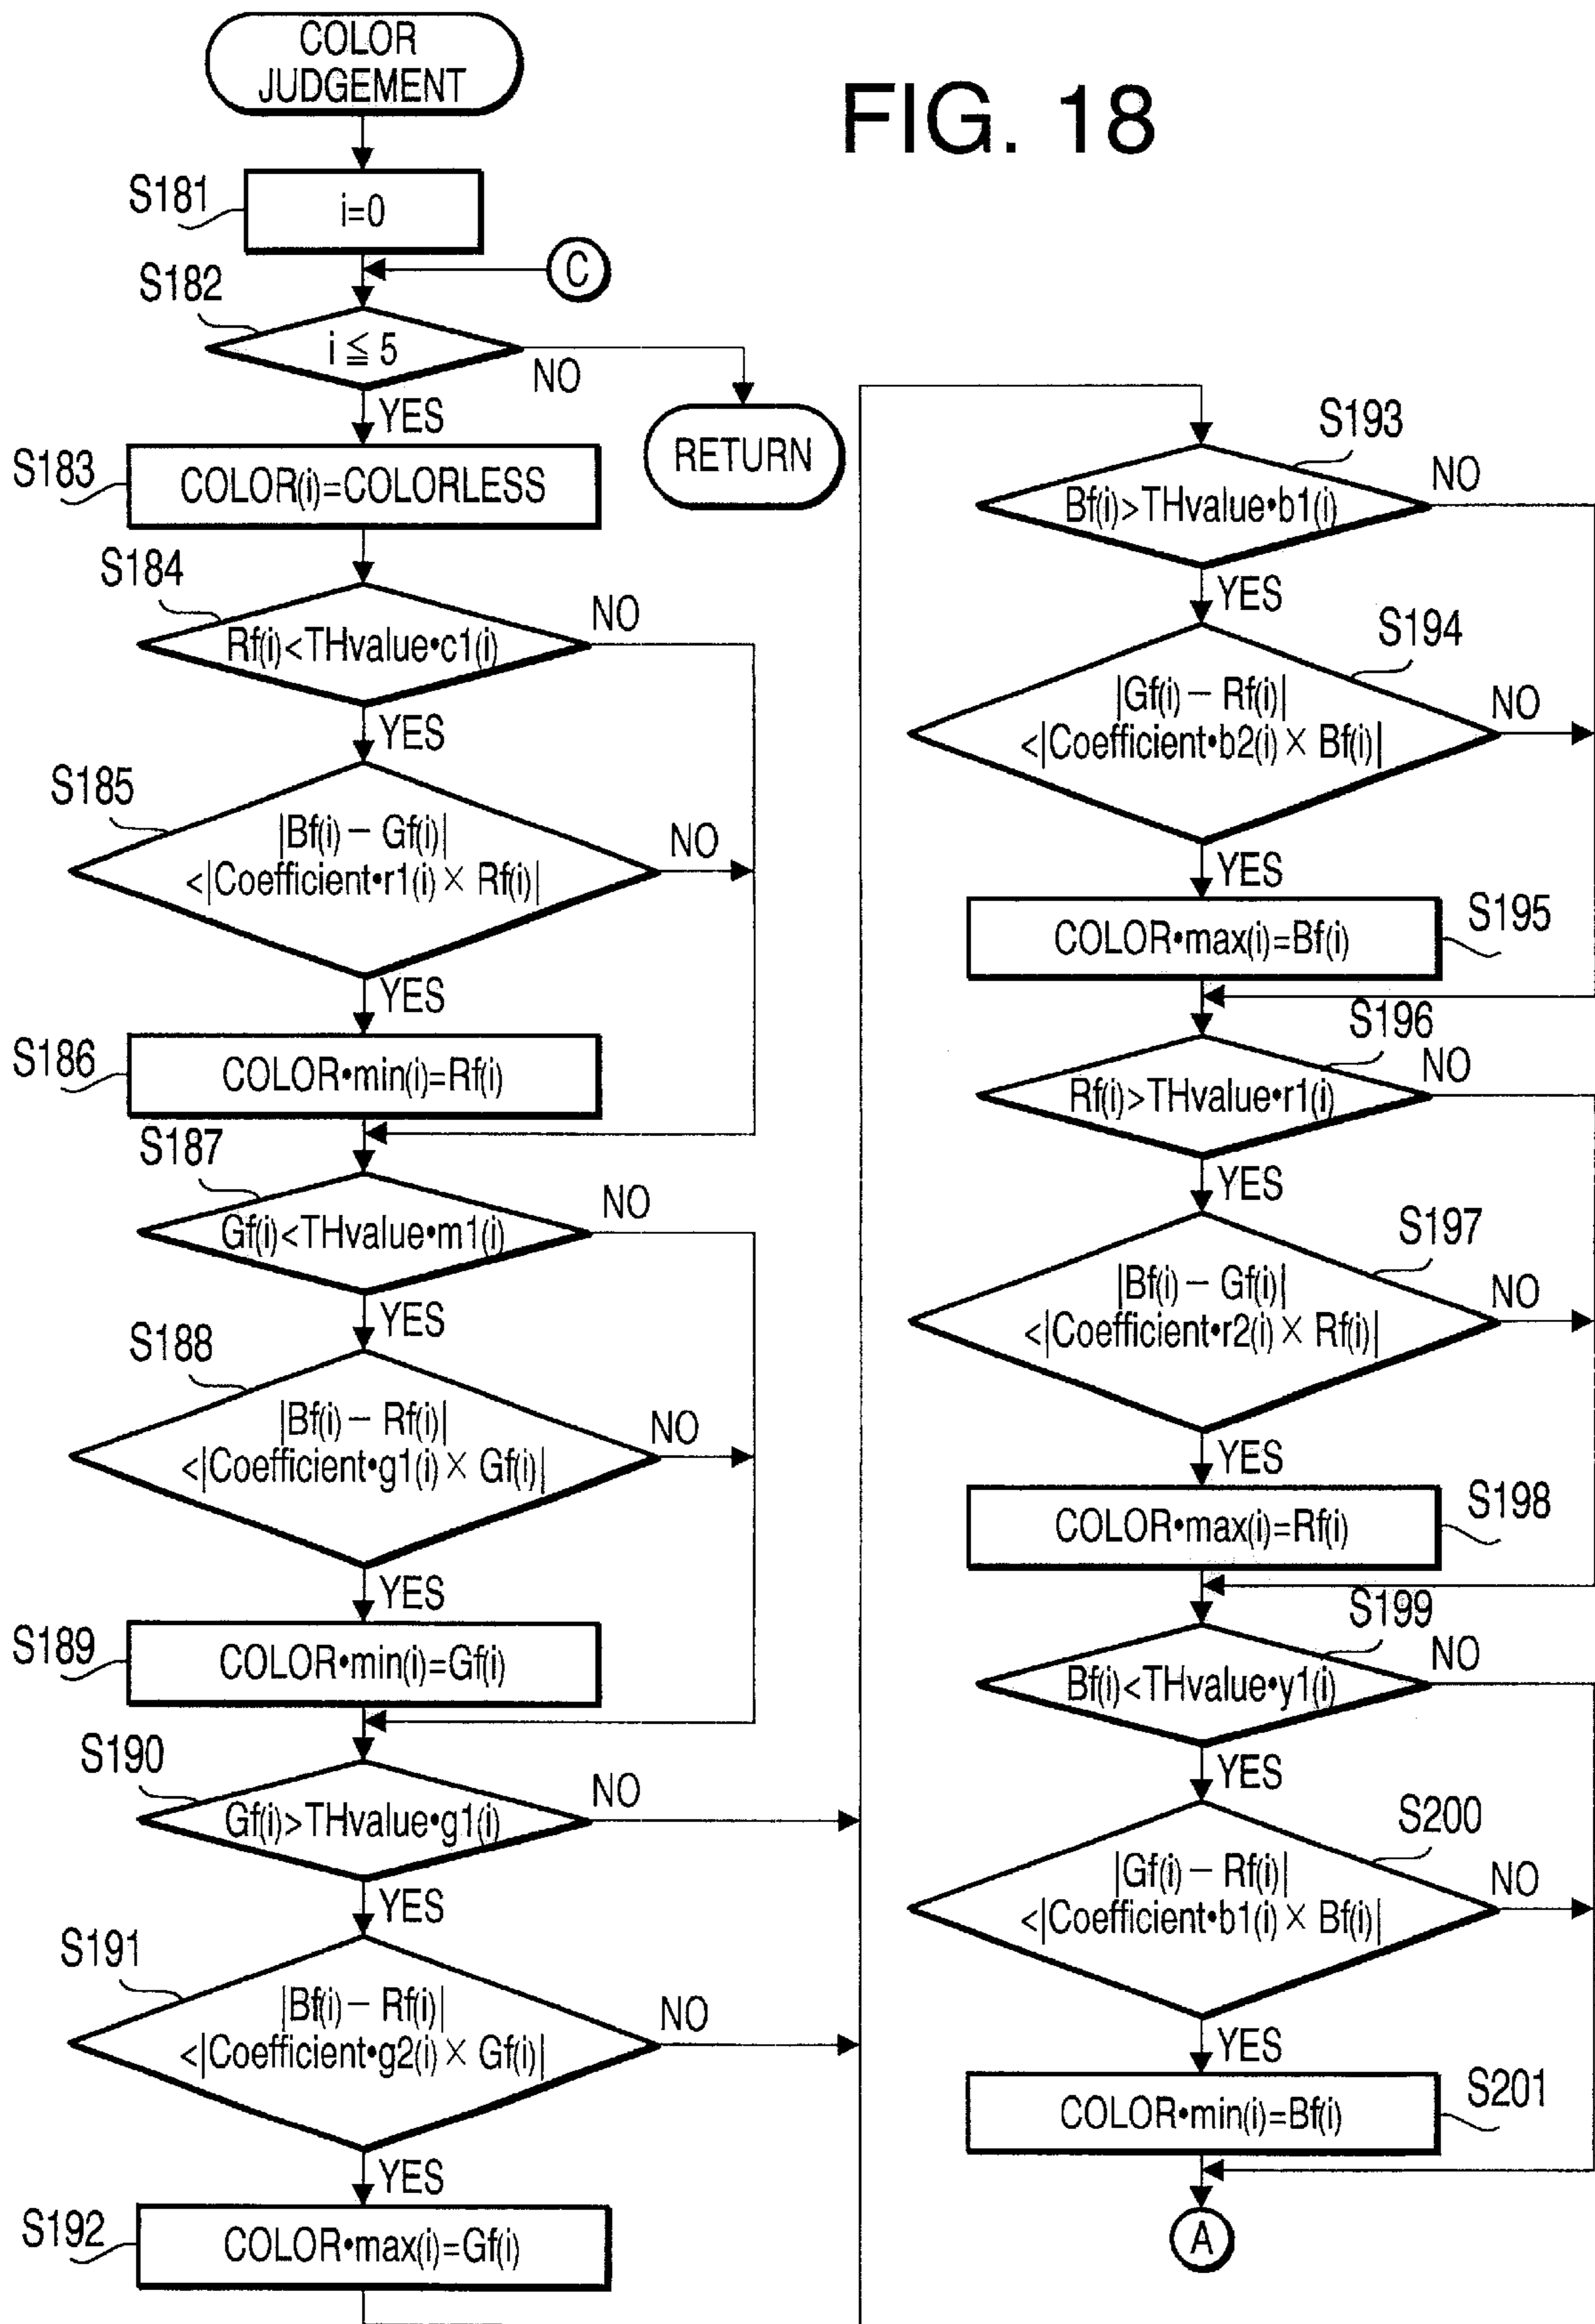 FIG. 18
COLOR
JUDGEMENT
S181
i=0
C
S182
i ≦ 5
NO
YES
RETURN
S183
COLOR(i)=COLORLESS
S184
Rf(i)<THvalue•c1(i)
NO
YES
S185
|Bf(i) − Gf(i)|
<|Coefficient•r1(i) × Rf(i)|
NO
YES
S186
COLOR•min(i)=Rf(i)
S187
Gf(i)<THvalue•m1(i)
NO
YES
S188
|Bf(i) − Rf(i)|
<|Coefficient•g1(i) × Gf(i)|
NO
YES
S189
COLOR•min(i)=Gf(i)
S190
Gf(i)>THvalue•g1(i)
NO
YES
S191
|Bf(i) − Rf(i)|
<|Coefficient•g2(i) × Gf(i)|
NO
YES
S192
COLOR•max(i)=Gf(i)
S193
Bf(i)>THvalue•b1(i)
NO
YES
S194
|Gf(i) − Rf(i)|
<|Coefficient•b2(i) × Bf(i)|
NO
YES
S195
COLOR•max(i)=Bf(i)
S196
Rf(i)>THvalue•r1(i)
NO
YES
S197
|Bf(i) − Gf(i)|
<|Coefficient•r2(i) × Rf(i)|
NO
YES
S198
COLOR•max(i)=Rf(i)
S199
Bf(i)<THvalue•y1(i)
NO
YES
S200
|Gf(i) − Rf(i)|
<|Coefficient•b1(i) × Bf(i)|
NO
YES
S201
COLOR•min(i)=Bf(i)
A